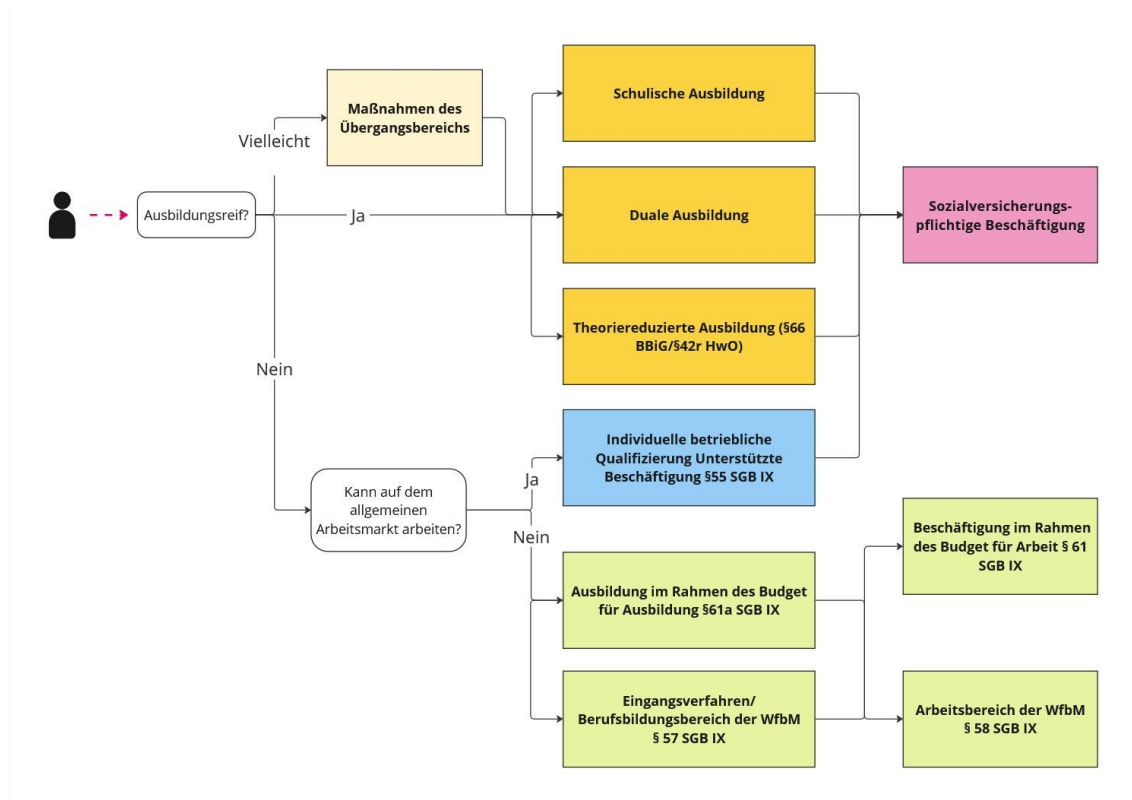 Vielleicht
Maßnahmen des
Übergangsbereichs
Schulische Ausbildung
Ausbildungsreif?
Ja
Duale Ausbildung
Sozialversicherungs-
pflichtige Beschäftigung
Theoriereduzierte Ausbildung (§66
BBiG/§42r HwO)
Nein
Kann auf dem
allgemeinen
Arbeitsmarkt arbeiten?
Ja
Individuelle betriebliche
Qualifizierung Unterstützte
Beschäftigung §55 SGB IX
Nein
Ausbildung im Rahmen des Budget
für Ausbildung §61a SGB IX
Beschäftigung im Rahmen
des Budget für Arbeit § 61
SGB IX
Eingangsverfahren/
Berufsbildungsbereich der WfbM
§ 57 SGB IX
Arbeitsbereich der WfbM
§ 58 SGB IX